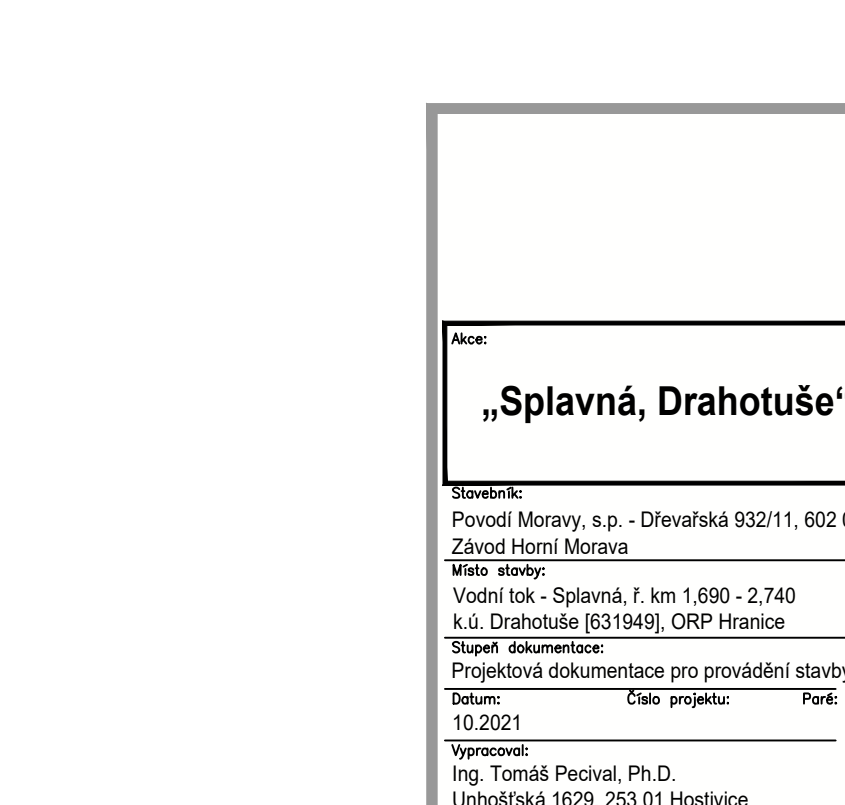 Akce:
„Splavná, Drahotuše“
Stavebník:
Povodí Moravy, s.p. - Dřevařská 932/11, 602
Závod Horní Morava
Místo stavby:
Vodní tok - Splavná, ř. km 1,690 - 2,740
k.ú. Drahotuše [631949], ORP Hranice
Stupeň dokumentace:
Projektová dokumentace pro provádění stavby
Datum: Číslo projektu: Paré:
10.2021
Vypracoval:
Ing. Tomáš Pecival, Ph.D.
Unhošťská 1629, 253 01 Hostivice